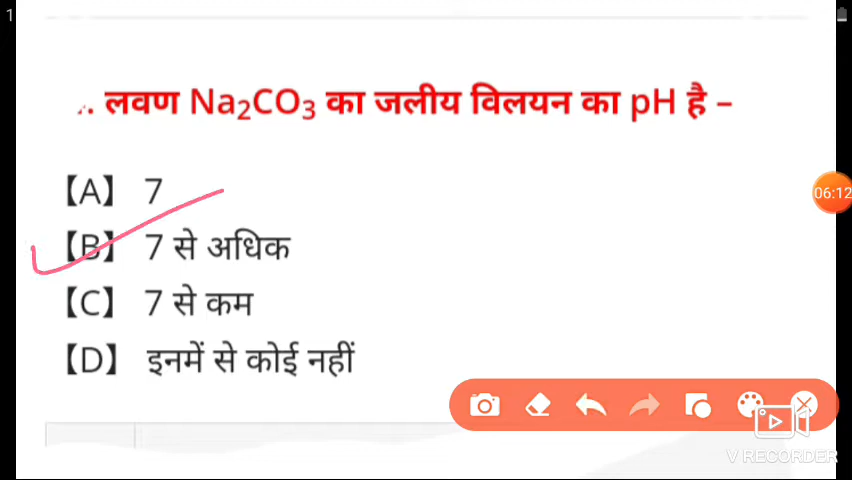 1
. लवण Na₂CO₃ का जलीय विलयन का pH है –
【A】 7
【B】 7 से अधिक
【C】 7 से कम
【D】 इनमें से कोई नहीं
06:12
V RECORDER